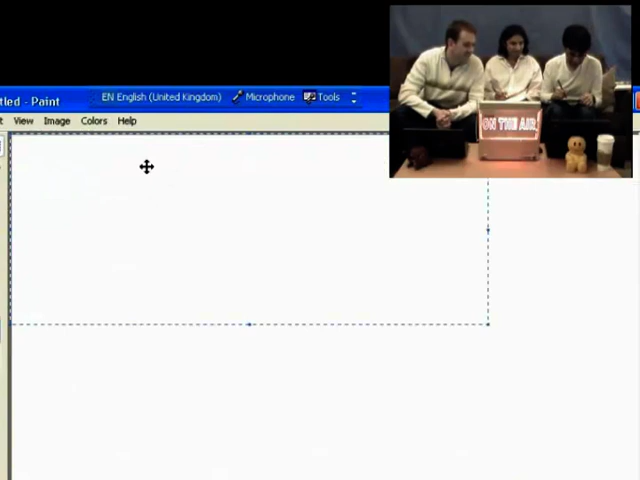 tled - Paint
EN English (United Kingdom) Microphone Tools
t View Image Colors Help
ON THE AIR